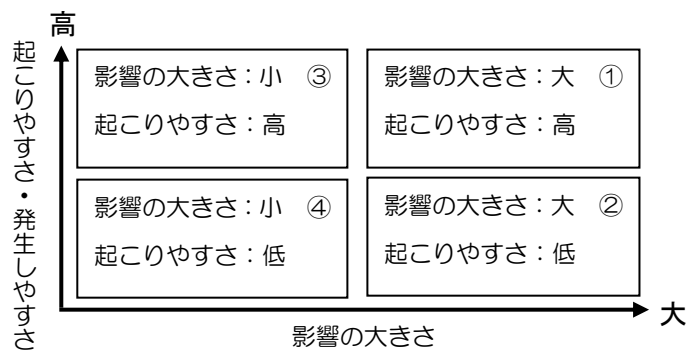 高
起こりやすさ・発生しやすさ
影響の大きさ：小 ③
起こりやすさ：高
影響の大きさ：大 ①
起こりやすさ：高
影響の大きさ：小 ④
起こりやすさ：低
影響の大きさ：大 ②
起こりやすさ：低
大
影響の大きさ